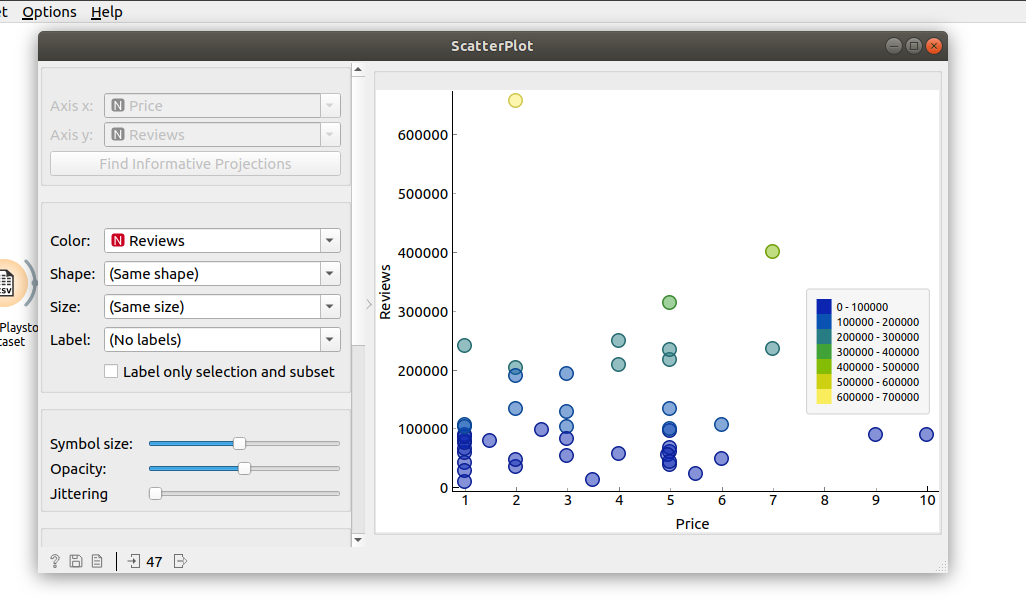 t Options Help
ScatterPlot
Axis x: N Price
Axis y: N Reviews
Find Informative Projections
Color: N Reviews
Shape: (Same shape)
Size: (Same size)
Label: (No labels)
Label only selection and subset
Symbol size:
Opacity:
Jittering
? 47
CSV
Playsto
taset
Reviews
600000
500000
400000
300000
200000
100000
0
1 2 3 4 5 6 7 8 9 10
Price
0 - 100000
100000 - 200000
200000 - 300000
300000 - 400000
400000 - 500000
500000 - 600000
600000 - 700000